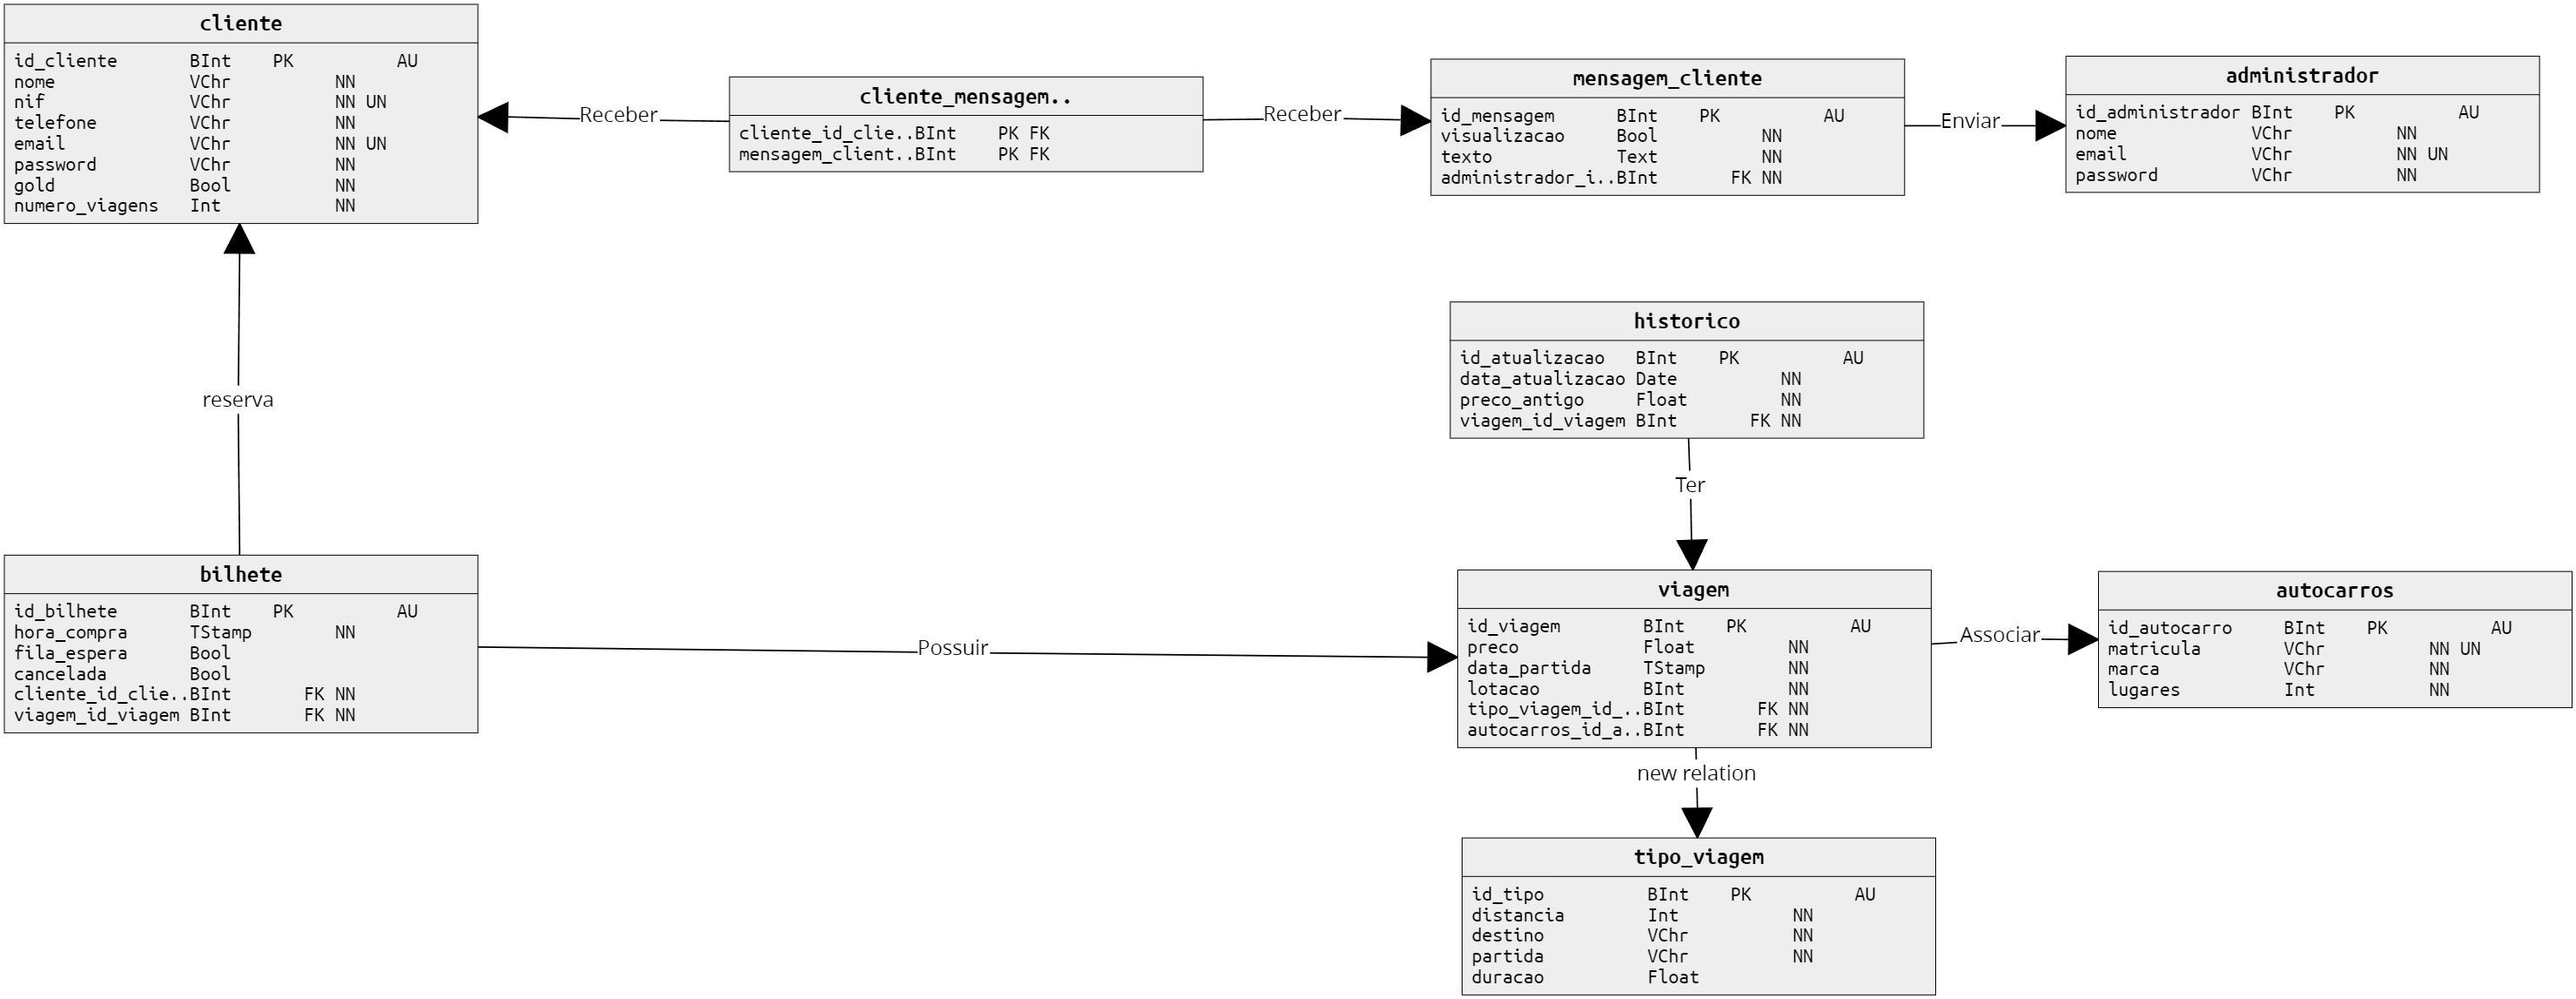 cliente
id_cliente BInt PK AU
nome VChr NN
nif VChr NN UN
telefone VChr NN
email VChr NN UN
password VChr NN
gold Bool NN
numero_viagens Int NN
Receber
cliente_mensagem..
cliente_id_clie..BInt PK FK
mensagem_client..BInt PK FK
Receber
mensagem_cliente
id_mensagem BInt PK AU
visualizacao Bool NN
texto Text NN
administrador_i..BInt FK NN
Enviar
administrador
id_administrador BInt PK AU
nome VChr NN
email VChr NN UN
password VChr NN
historico
id_atualizacao BInt PK AU
data_atualizacao Date NN
preco_antigo Float NN
viagem_id_viagem BInt FK NN
reserva
Ter
bilhete
id_bilhete BInt PK AU
hora_compra TStamp NN
fila_espera Bool
cancelada Bool
cliente_id_clie..BInt FK NN
viagem_id_viagem BInt FK NN
Possuir
viagem
id_viagem BInt PK AU
preco Float NN
data_partida TStamp NN
lotacao BInt NN
tipo_viagem_id_..BInt FK NN
autocarros_id_a..BInt FK NN
Associar
autocarros
id_autocarro BInt PK AU
matricula VChr NN UN
marca VChr NN
lugares Int NN
new relation
tipo_viagem
id_tipo BInt PK AU
distancia Int NN
destino VChr NN
partida VChr NN
duracao Float